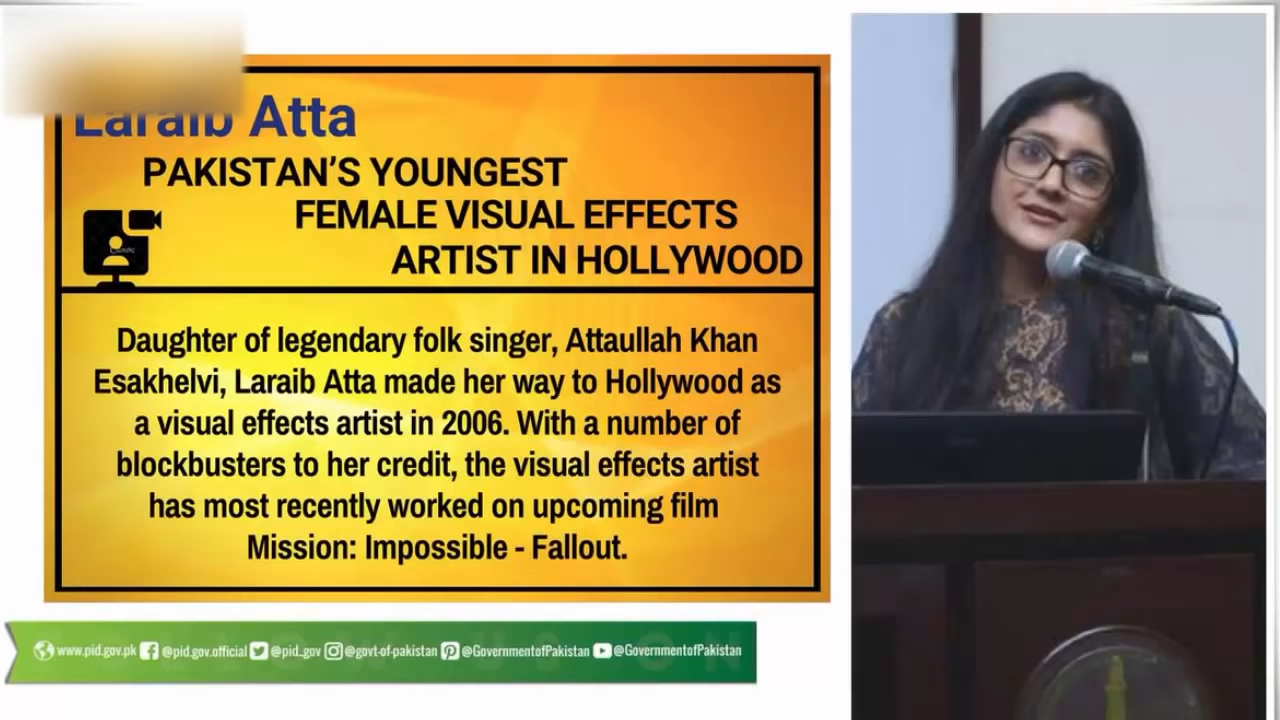 Laraib Atta
PAKISTAN'S YOUNGEST
FEMALE VISUAL EFFECTS
ARTIST IN HOLLYWOOD
Daughter of legendary folk singer, Attaullah Khan
Esakhelvi, Laraib Atta made her way to Hollywood as
a visual effects artist in 2006. With a number of
blockbusters to her credit, the visual effects artist
has most recently worked on upcoming film
Mission: Impossible - Fallout.
www.pid.gov.pk @pid.gov.official @pid_gov @govt-of-pakistan @GovernmentofPakistan @GovernmentofPakistan